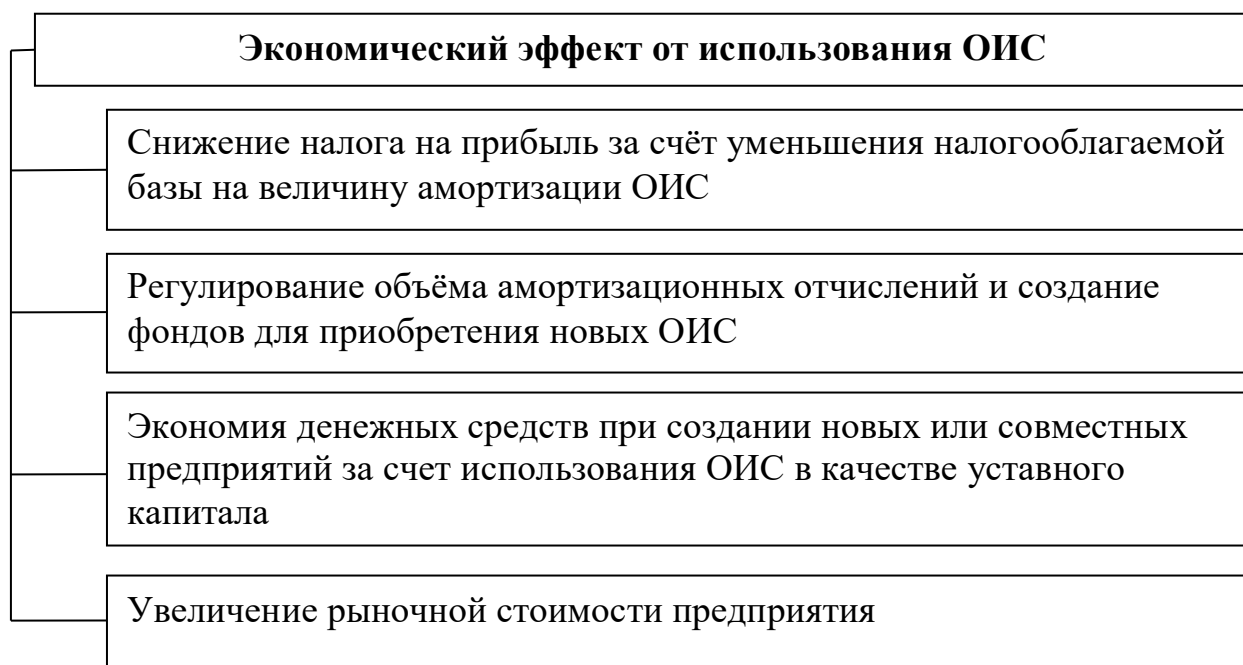 Экономический эффект от использования ОИС
Снижение налога на прибыль за счёт уменьшения налогооблагаемой
базы на величину амортизации ОИС
Регулирование объёма амортизационных отчислений и создание
фондов для приобретения новых ОИС
Экономия денежных средств при создании новых или совместных
предприятий за счет использования ОИС в качестве уставного
капитала
Увеличение рыночной стоимости предприятия